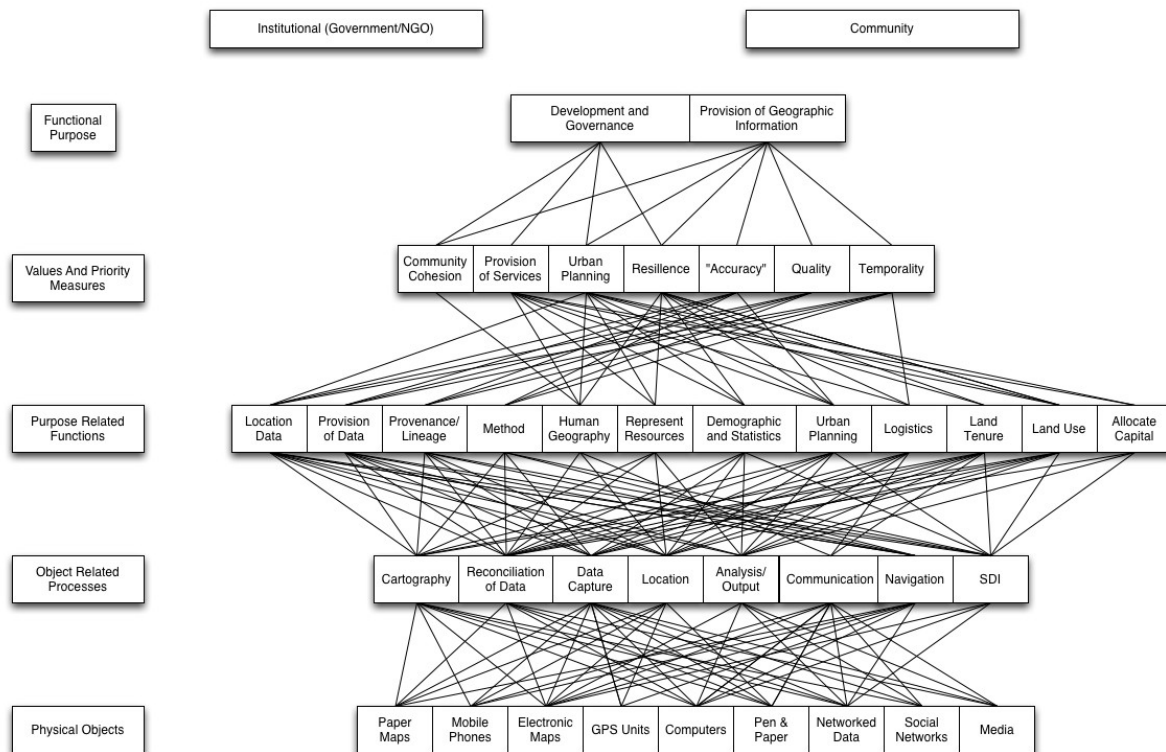 Institutional (Government/NGO)
Community
Functional
Purpose
Development and
Governance
Provision of Geographic
Information
Values And Priority
Measures
Community
Cohesion
Provision
of Services
Urban
Planning
Resillence
"Accuracy"
Quality
Temporality
Purpose Related
Functions
Location
Data
Provision
of Data
Provenance/
Lineage
Method
Human
Geography
Represent
Resources
Demographic
and Statistics
Urban
Planning
Logistics
Land
Tenure
Land Use
Allocate
Capital
Object Related
Processes
Cartography
Reconciliation
of Data
Data
Capture
Location
Analysis/
Output
Communication
Navigation
SDI
Physical Objects
Paper
Maps
Mobile
Phones
Electronic
Maps
GPS Units
Computers
Pen &
Paper
Networked
Data
Social
Networks
Media